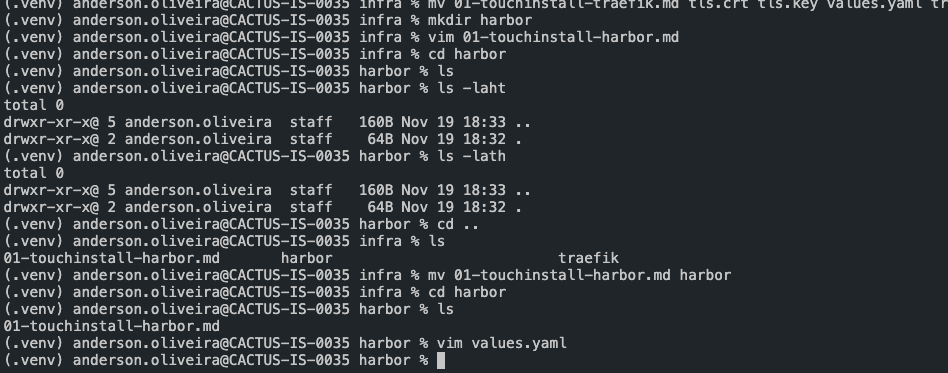 (.venv) anderson.oliveira@CACTUS-IS-0035 infra % mv 01-touchinstall-traefik.md tls.crt tls.key values.yaml tr
(.venv) anderson.oliveira@CACTUS-IS-0035 infra % mkdir harbor
(.venv) anderson.oliveira@CACTUS-IS-0035 infra % vim 01-touchinstall-harbor.md
(.venv) anderson.oliveira@CACTUS-IS-0035 infra % cd harbor
(.venv) anderson.oliveira@CACTUS-IS-0035 harbor % ls
(.venv) anderson.oliveira@CACTUS-IS-0035 harbor % ls -laht
total 0
drwxr-xr-x@ 5 anderson.oliveira  staff   160B Nov 19 18:33 ..
drwxr-xr-x@ 2 anderson.oliveira  staff    64B Nov 19 18:32 .
(.venv) anderson.oliveira@CACTUS-IS-0035 harbor % ls -lath
total 0
drwxr-xr-x@ 5 anderson.oliveira  staff   160B Nov 19 18:33 ..
drwxr-xr-x@ 2 anderson.oliveira  staff    64B Nov 19 18:32 .
(.venv) anderson.oliveira@CACTUS-IS-0035 harbor % cd ..
(.venv) anderson.oliveira@CACTUS-IS-0035 infra % ls
01-touchinstall-harbor.md       harbor                          traefik
(.venv) anderson.oliveira@CACTUS-IS-0035 infra % mv 01-touchinstall-harbor.md harbor
(.venv) anderson.oliveira@CACTUS-IS-0035 infra % cd harbor
(.venv) anderson.oliveira@CACTUS-IS-0035 harbor % ls
01-touchinstall-harbor.md
(.venv) anderson.oliveira@CACTUS-IS-0035 harbor % vim values.yaml
(.venv) anderson.oliveira@CACTUS-IS-0035 harbor %